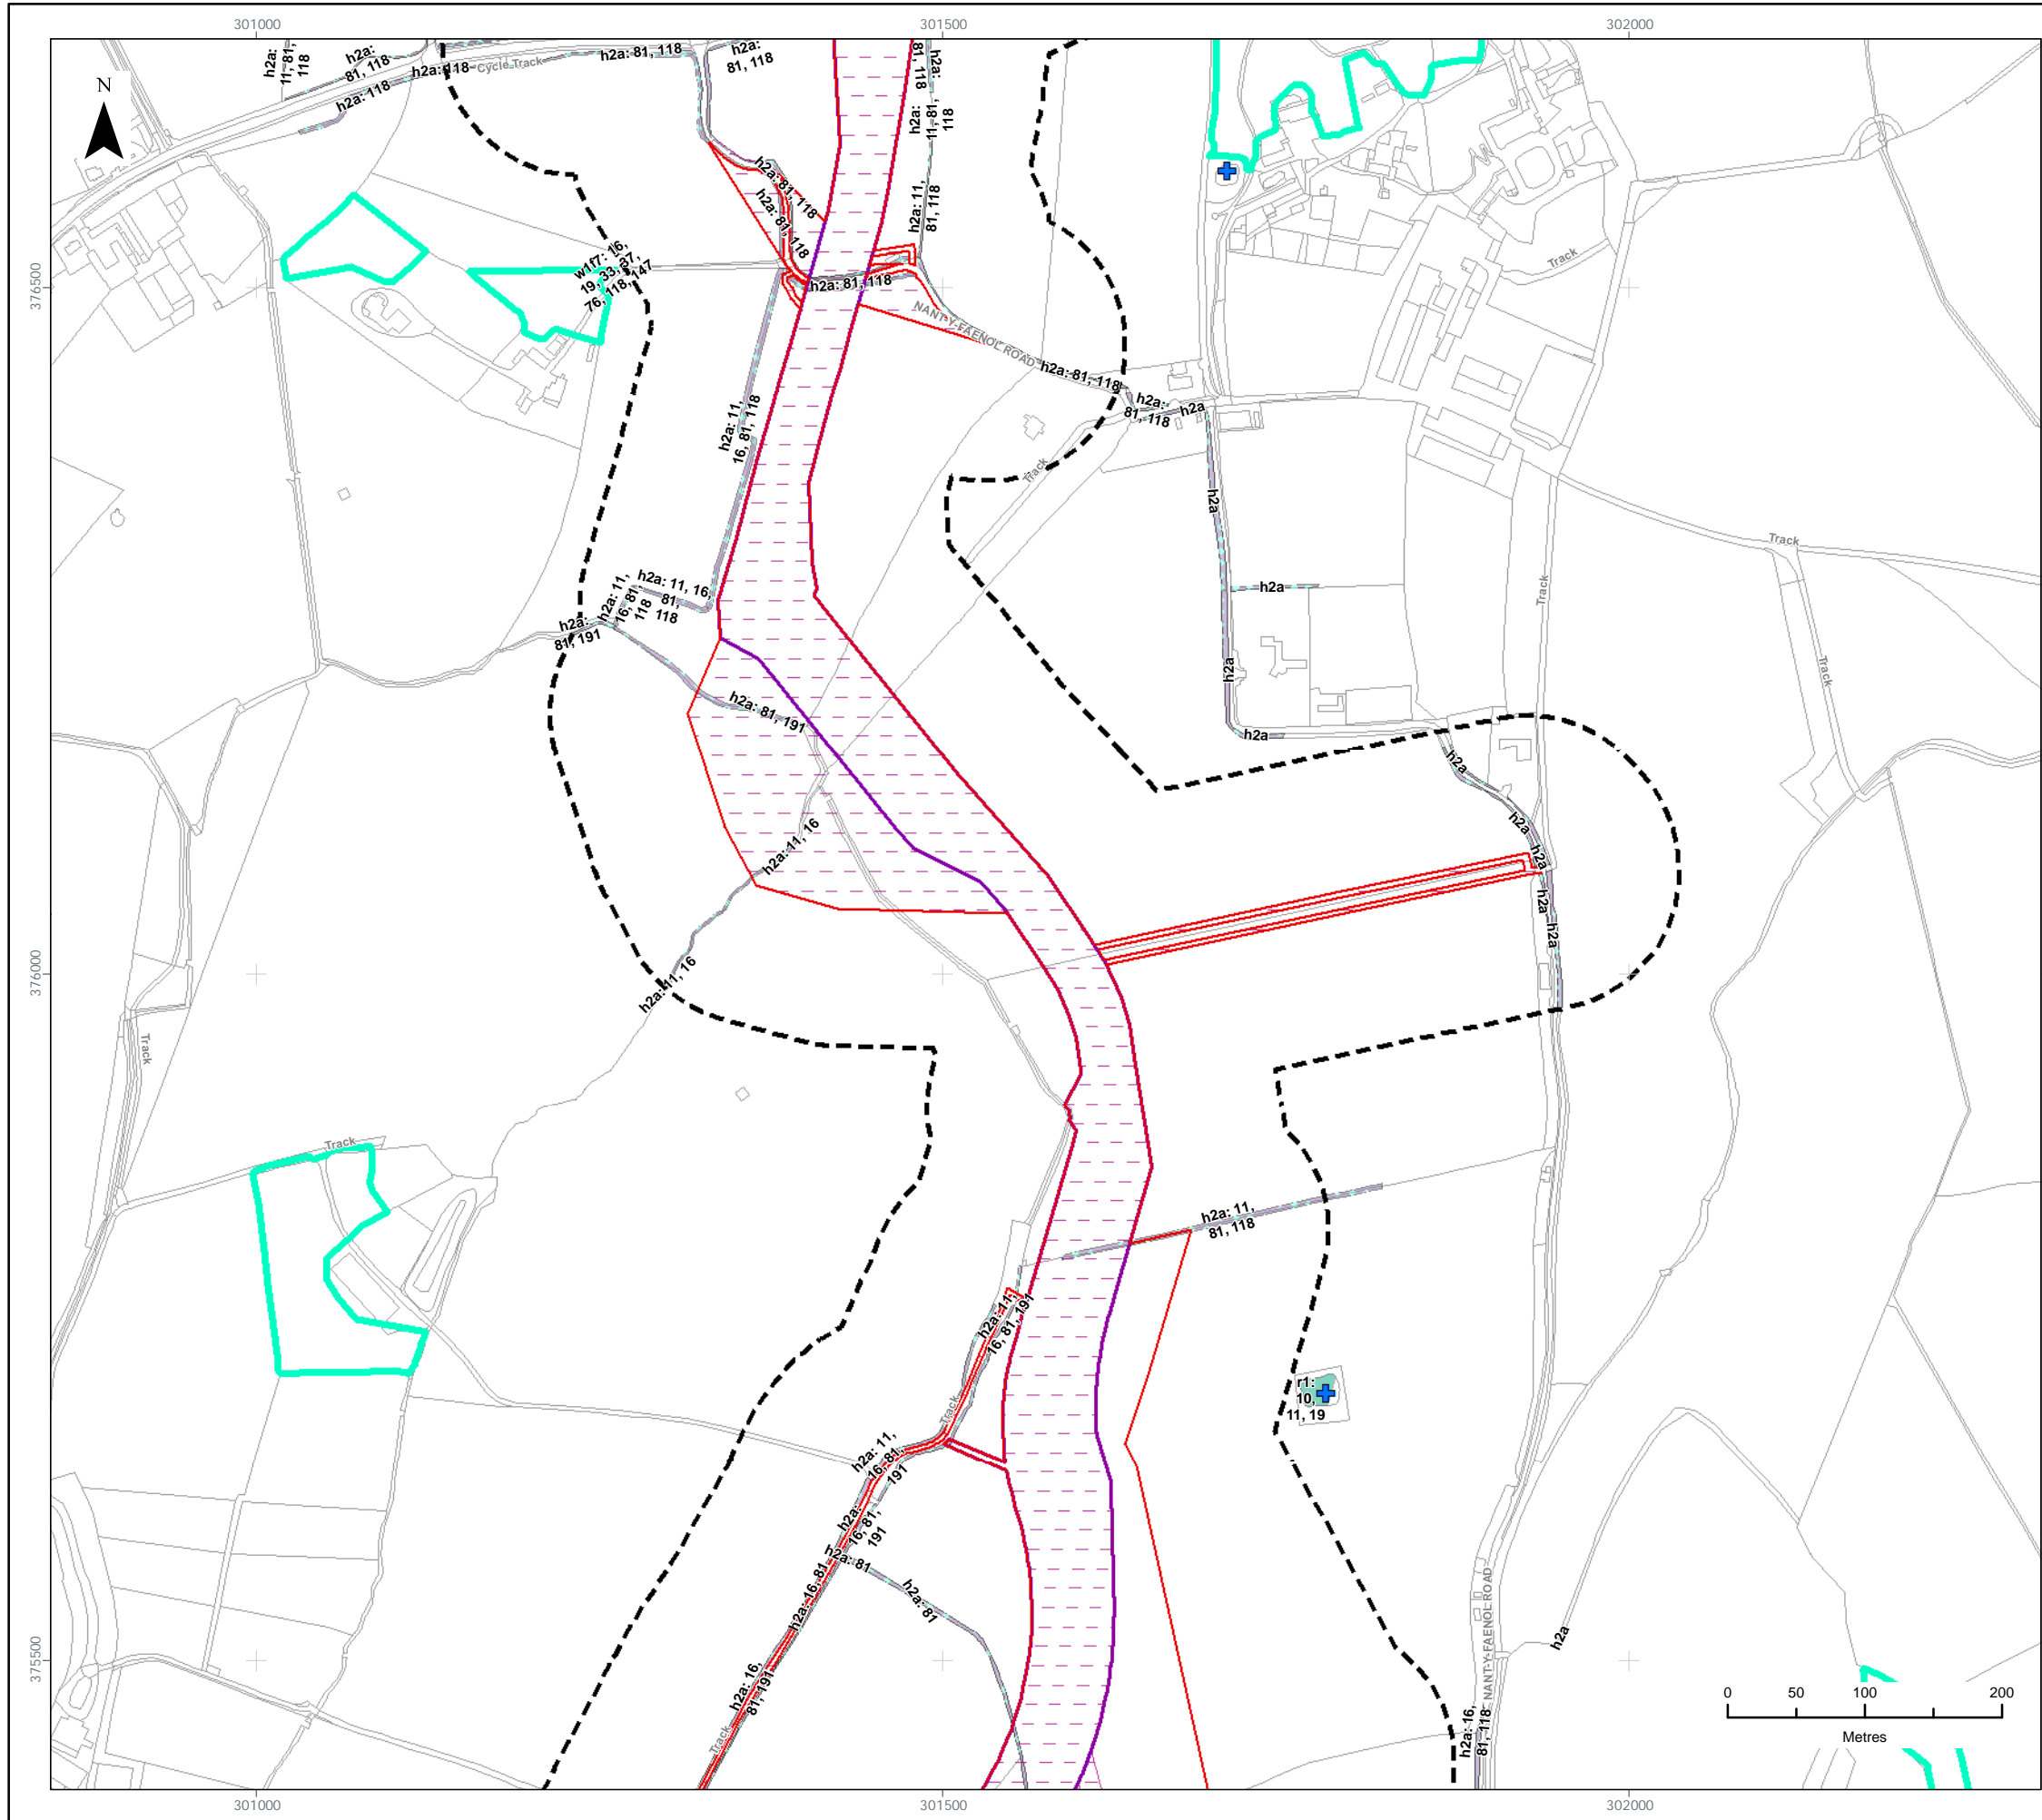 301000
301500
302000
h2a:
11, 81,
118
h2a:
81, 118
h2a: 118
h2a: 118
Cycle Track
h2a: 81, 118
h2a:
81, 118
81, 118
h2a:
h2a:
11, 81,
118
N
h2a: 81, 118
h2a: 81, 118
h2a: 11,
81, 118
w1f7: 16,
19, 33, 37,
76, 118, 147
h2a: 81, 118
Track
376500
NANT-Y-FAENOL ROAD
h2a: 81, 118
h2a:
81, 118
h2a
h2a: 11,
16, 81, 118
Track
h2a
Track
h2a: 11,
16, 81,
118
h2a: 11, 16,
81,
118
h2a
Track
h2a:
81, 191
h2a
Track
h2a: 81, 191
h2a
h2a
h2a
h2a: 11, 16
h2a
h2a
h2a
376000
h2a: 11, 16
Track
Track
h2a: 11,
81, 118
h2a: 11,
16, 81, 191
r1:
10,
11, 19
Track
h2a: 11,
16, 81,
191
h2a:
16, 81,
191
h2a: 81
h2a: 81
h2a: 16, 81
NANT-Y-FAENOL ROAD
h2a
375500
h2a: 16,
81, 191
Track
h2a: 16,
81, 118
0
50
100
200
Metres
301000
301500
302000